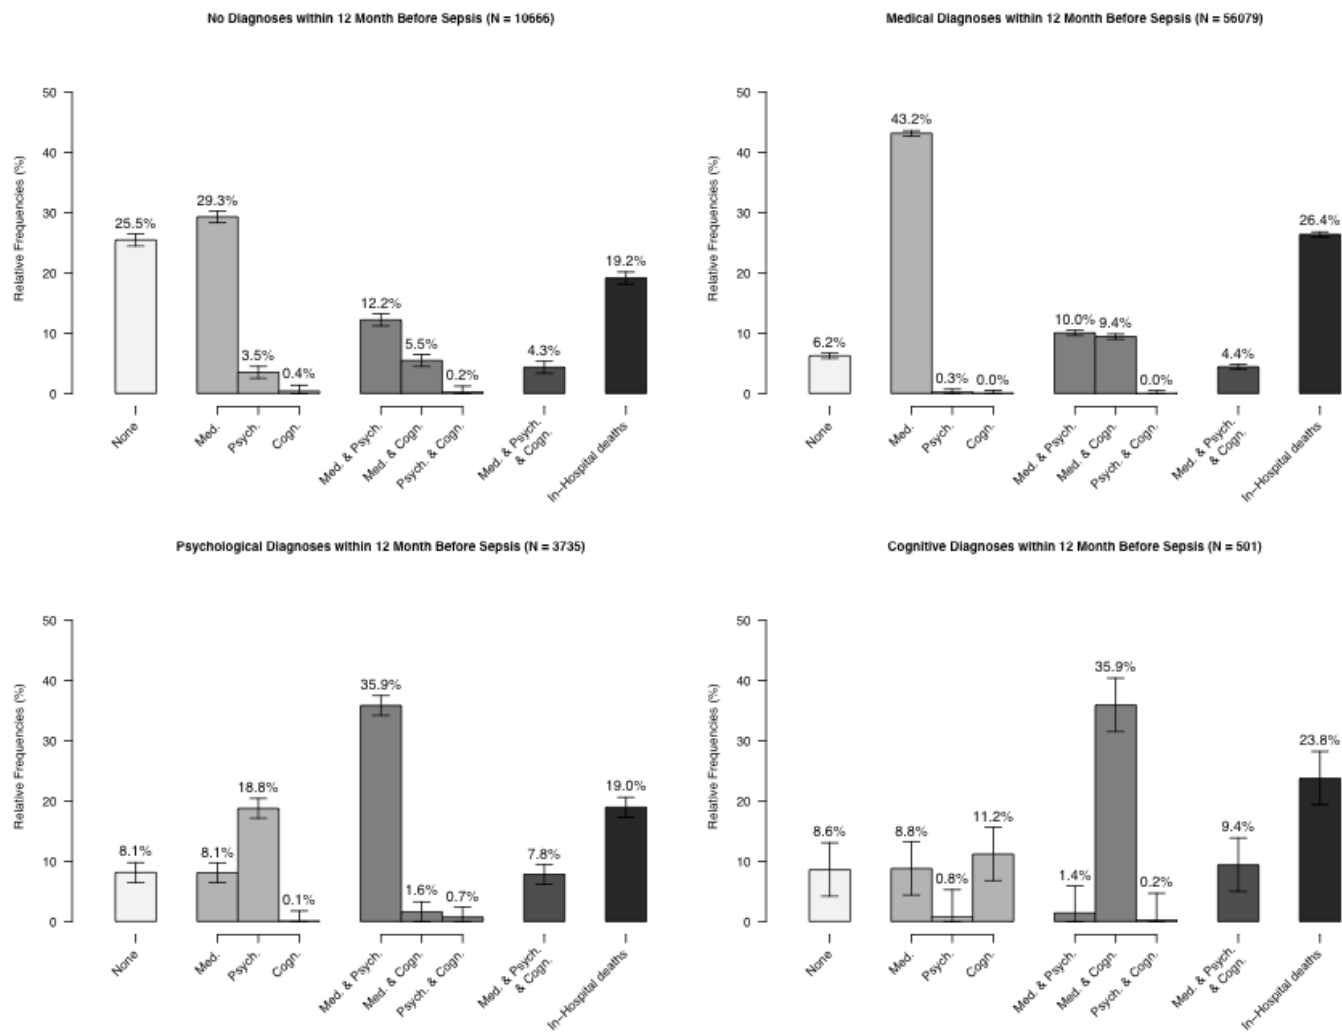 No Diagnoses within 12 Month Before Sepsis (N = 10666)
Relative Frequencies (%)
50
40
30
20
10
0
25.5%
29.3%
3.5%
0.4%
12.2%
5.5%
0.2%
4.3%
19.2%
None
Med.
Psych.
Cogn.
Med. & Psych.
Med. & Cogn.
Psych. & Cogn.
Med. & Psych.
& Cogn.
In-Hospital deaths
Medical Diagnoses within 12 Month Before Sepsis (N = 56079)
Relative Frequencies (%)
50
40
30
20
10
0
6.2%
43.2%
0.3%
0.0%
10.0%
9.4%
0.0%
4.4%
26.4%
None
Med.
Psych.
Cogn.
Med. & Psych.
Med. & Cogn.
Psych. & Cogn.
Med. & Psych.
& Cogn.
In-Hospital deaths
Psychological Diagnoses within 12 Month Before Sepsis (N = 3735)
Relative Frequencies (%)
50
40
30
20
10
0
8.1%
8.1%
18.8%
0.1%
35.9%
1.6%
0.7%
7.8%
19.0%
None
Med.
Psych.
Cogn.
Med. & Psych.
Med. & Cogn.
Psych. & Cogn.
Med. & Psych.
& Cogn.
In-Hospital deaths
Cognitive Diagnoses within 12 Month Before Sepsis (N = 501)
Relative Frequencies (%)
50
40
30
20
10
0
8.6%
8.8%
0.8%
11.2%
1.4%
35.9%
0.2%
9.4%
23.8%
None
Med.
Psych.
Cogn.
Med. & Psych.
Med. & Cogn.
Psych. & Cogn.
Med. & Psych.
& Cogn.
In-Hospital deaths